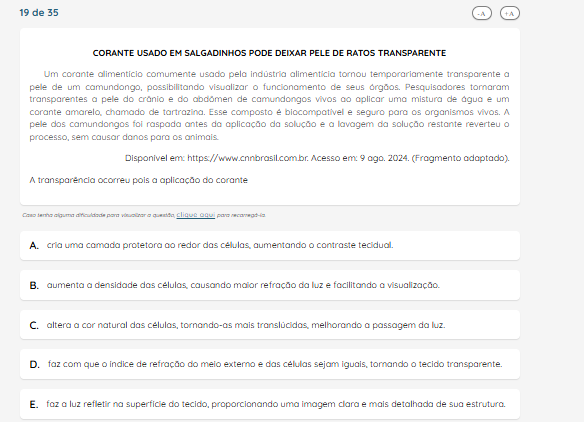 19 de 35
-A +A
CORANTE USADO EM SALGADINHOS PODE DEIXAR PELE DE RATOS TRANSPARENTE
Um corante alimentício comumente usado pela indústria alimentícia tornou temporariamente transparente a
pele de um camundongo, possibilitando visualizar o funcionamento de seus órgãos. Pesquisadores tornaram
transparentes a pele do crânio e do abdômen de camundongos vivos ao aplicar uma mistura de água e um
corante amarelo, chamado de tartrazina. Esse composto é biocompatível e seguro para os organismos vivos. A
pele dos camundongos foi raspada antes da aplicação da solução e a lavagem da solução restante reverteu o
processo, sem causar danos para os animais.
Disponível em: https://www.cnnbrasil.com.br. Acesso em: 9 ago. 2024. (Fragmento adaptado).
A transparência ocorreu pois a aplicação do corante
Caso tenha alguma dificuldade para visualizar a questão, clique aqui para recarregá-la.
A. cria uma camada protetora ao redor das células, aumentando o contraste tecidual.
B. aumenta a densidade das células, causando maior refração da luz e facilitando a visualização.
C. altera a cor natural das células, tornando-as mais translúcidas, melhorando a passagem da luz.
D. faz com que o índice de refração do meio externo e das células sejam iguais, tornando o tecido transparente.
E. faz a luz refletir na superfície do tecido, proporcionando uma imagem clara e mais detalhada de sua estrutura.